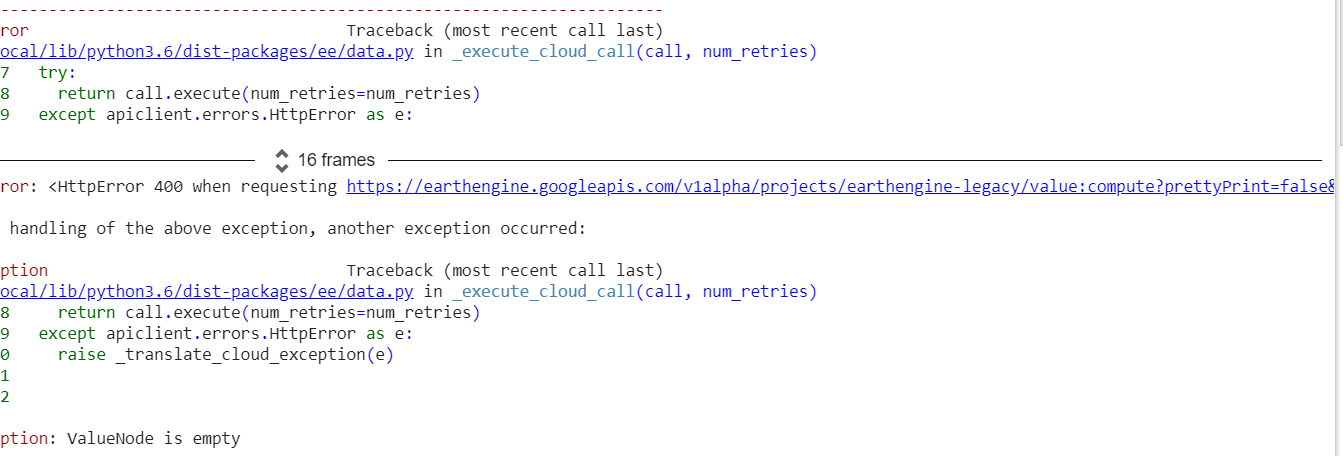 ---------------------------------------------------------------------
ror                                 Traceback (most recent call last)
ocal/lib/python3.6/dist-packages/ee/data.py in _execute_cloud_call(call, num_retries)
7   try:
8     return call.execute(num_retries=num_retries)
9   except apiclient.errors.HttpError as e:
16 frames
ror: <HttpError 400 when requesting https://earthengine.googleapis.com/v1alpha/projects/earthengine-legacy/value:compute?prettyPrint=false&
handling of the above exception, another exception occurred:
ption                               Traceback (most recent call last)
ocal/lib/python3.6/dist-packages/ee/data.py in _execute_cloud_call(call, num_retries)
8     return call.execute(num_retries=num_retries)
9   except apiclient.errors.HttpError as e:
0     raise _translate_cloud_exception(e)
1
2
ption: ValueNode is empty